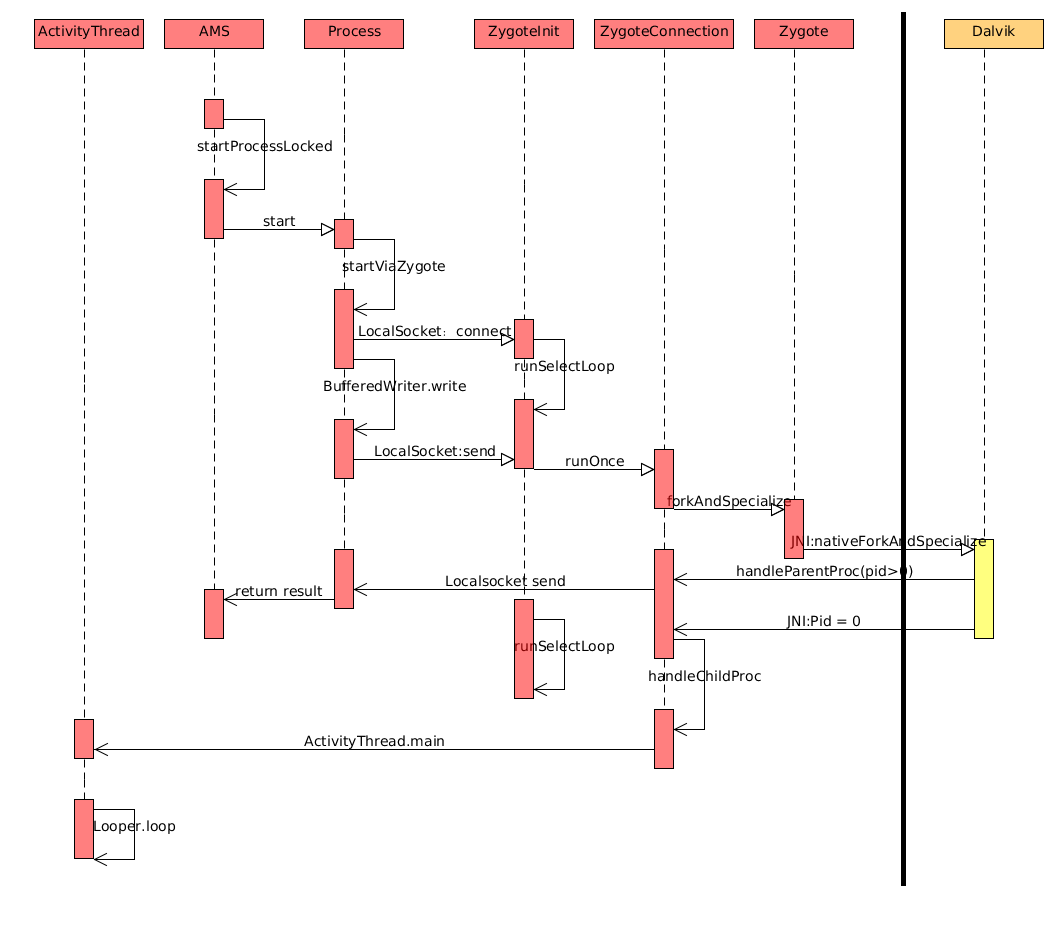 ActivityThread
AMS
Process
ZygoteInit
ZygoteConnection
Zygote
Dalvik
startProcessLocked
start
startViaZygote
LocalSocket： connect
runSelectLoop
BufferedWriter.write
LocalSocket:send
runOnce
forkAndSpecialize
JNI:nativeForkAndSpecialize
handleParentProc(pid>0)
Localsocket send
return result
JNI:Pid = 0
runSelectLoop
handleChildProc
ActivityThread.main
Looper.loop